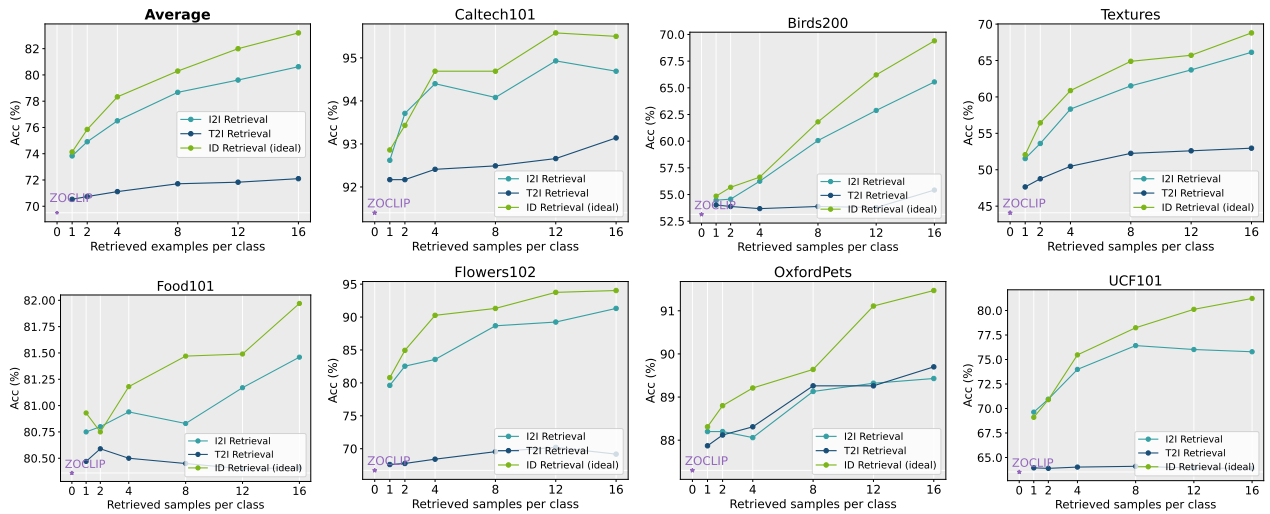 Average
Acc (%)
82
80
78
76
74
72
70
I2I Retrieval
T2I Retrieval
ID Retrieval (ideal)
ZOCLIP
0 1 2 4 8 12 16
Retrieved examples per class
Caltech101
Acc (%)
95
94
93
92
I2I Retrieval
T2I Retrieval
ID Retrieval (ideal)
ZOCLIP
0 1 2 4 8 12 16
Retrieved samples per class
Birds200
Acc (%)
70.0
67.5
65.0
62.5
60.0
57.5
55.0
52.5
I2I Retrieval
T2I Retrieval
ID Retrieval (ideal)
ZOCLIP
0 1 2 4 8 12 16
Retrieved samples per class
Textures
Acc (%)
70
65
60
55
50
45
I2I Retrieval
T2I Retrieval
ID Retrieval (ideal)
ZOCLIP
0 1 2 4 8 12 16
Retrieved samples per class
Food101
Acc (%)
82.00
81.75
81.50
81.25
81.00
80.75
80.50
I2I Retrieval
T2I Retrieval
ID Retrieval (ideal)
ZOCLIP
0 1 2 4 8 12 16
Retrieved samples per class
Flowers102
Acc (%)
95
90
85
80
75
70
I2I Retrieval
T2I Retrieval
ID Retrieval (ideal)
ZOCLIP
0 1 2 4 8 12 16
Retrieved samples per class
OxfordPets
Acc (%)
91
90
89
88
I2I Retrieval
T2I Retrieval
ID Retrieval (ideal)
ZOCLIP
0 1 2 4 8 12 16
Retrieved samples per class
UCF101
Acc (%)
80.0
77.5
75.0
72.5
70.0
67.5
65.0
I2I Retrieval
T2I Retrieval
ID Retrieval (ideal)
ZOCLIP
0 1 2 4 8 12 16
Retrieved samples per class